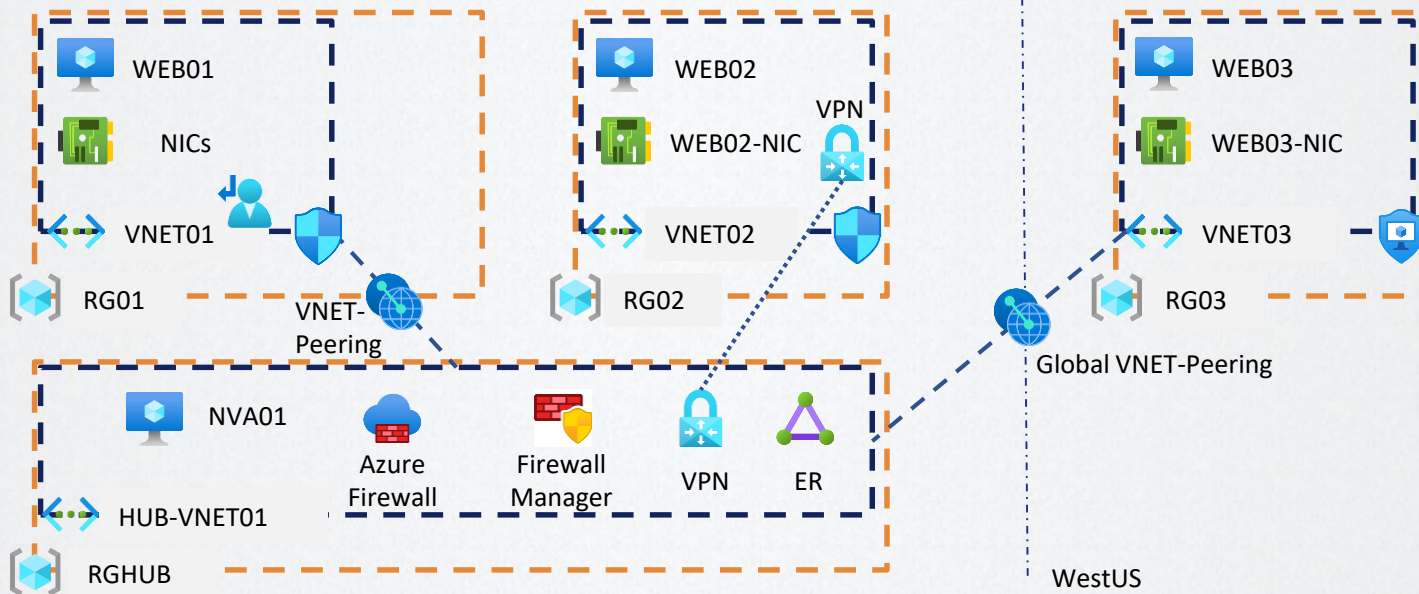 WEB01
NICs
VNET01
RG01
VNET-
Peering
WEB02
VPN
WEB02-NIC
VNET02
RG02
WEB03
WEB03-NIC
VNET03
RG03
Global VNET-Peering
NVA01
Azure
Firewall
Firewall
Manager
VPN
ER
HUB-VNET01
RGHUB
WestUS